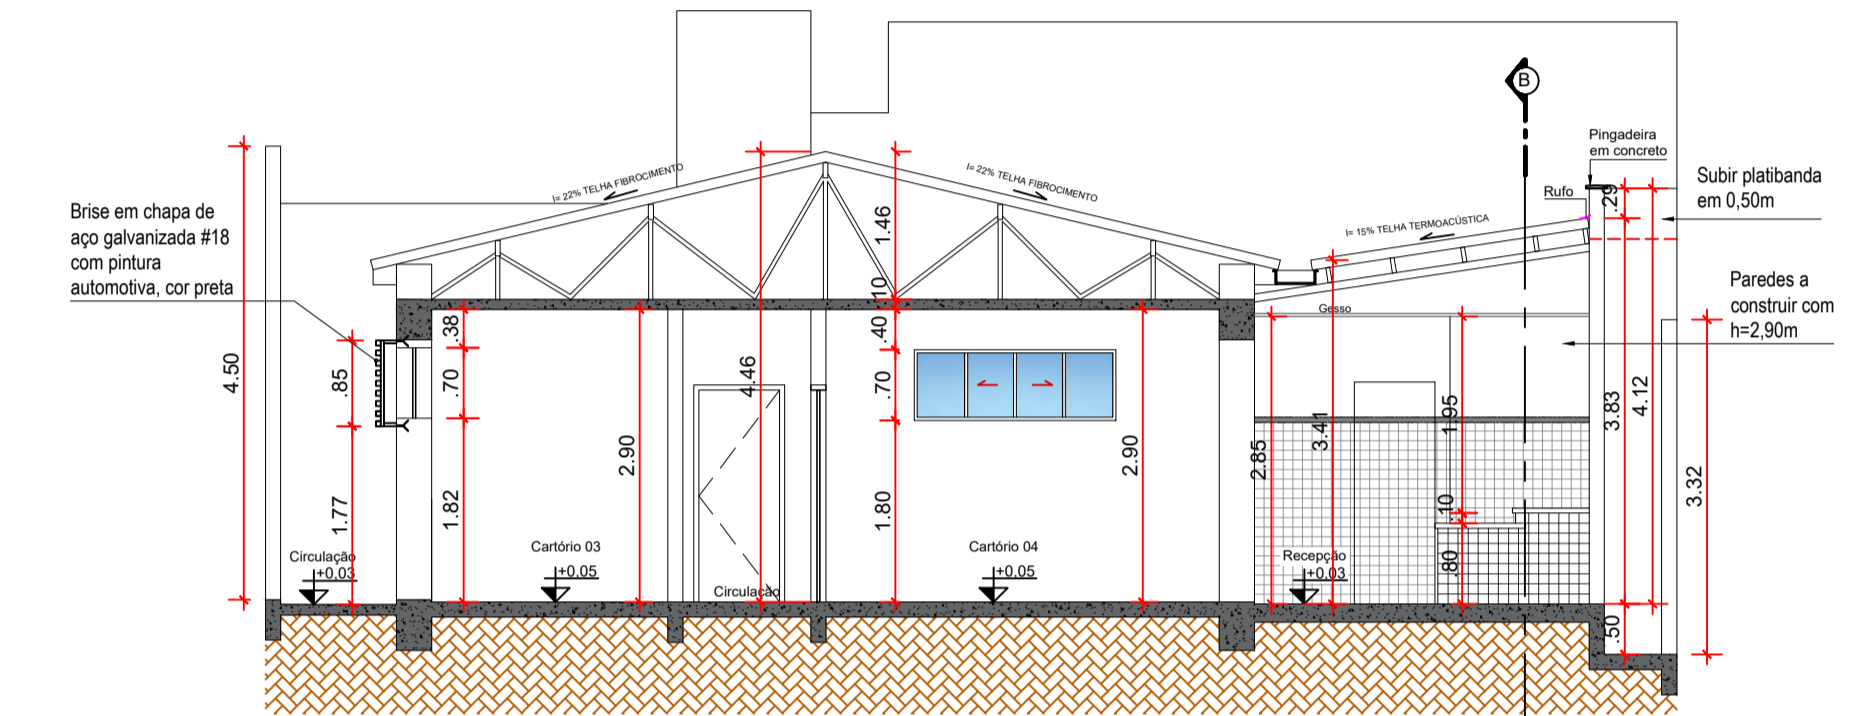 B
Pingadeira
em concreto
I= 22% TELHA FIBROCIMENTO
I= 22% TELHA FIBROCIMENTO
Rufo
.29
Subir platibanda
em 0,50m
Brise em chapa de
aço galvanizada #18
com pintura
automotiva, cor preta
1.46
I= 15% TELHA TERMOACÚSTICA
Paredes a
construir com
h=2,90m
.10
Gesso
4.50
.85
.38
.70
4.46
.40
.70
3.83
4.12
2.90
2.90
2.85
3.41
1.95
3.32
1.77
1.82
1.80
.10
.80
.50
Circulação
+0,03
Cartório 03
+0,05
Circulação
Cartório 04
+0,05
Recepção
+0,03